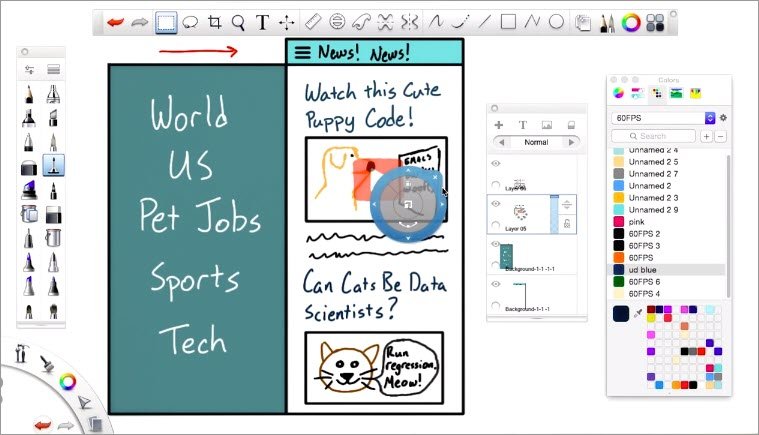 News! News!
World
US
Pet Jobs
Sports
Tech
Watch this Cute
Puppy Code!
Can Cats Be Data
Scientists?
Run
regression.
Meow!
T
T
Normal
Layer 05
Background-1-1 -1-1
Background-1-1 -1
Colors
60FPS
Search
Unnamed 2 4
Unnamed 2 5
Unnamed 2 7
Unnamed 2
Unnamed 2 3
Unnamed 2 9
pink
60FPS 2
60FPS 3
60FPS
ud blue
60FPS 6
60FPS 4